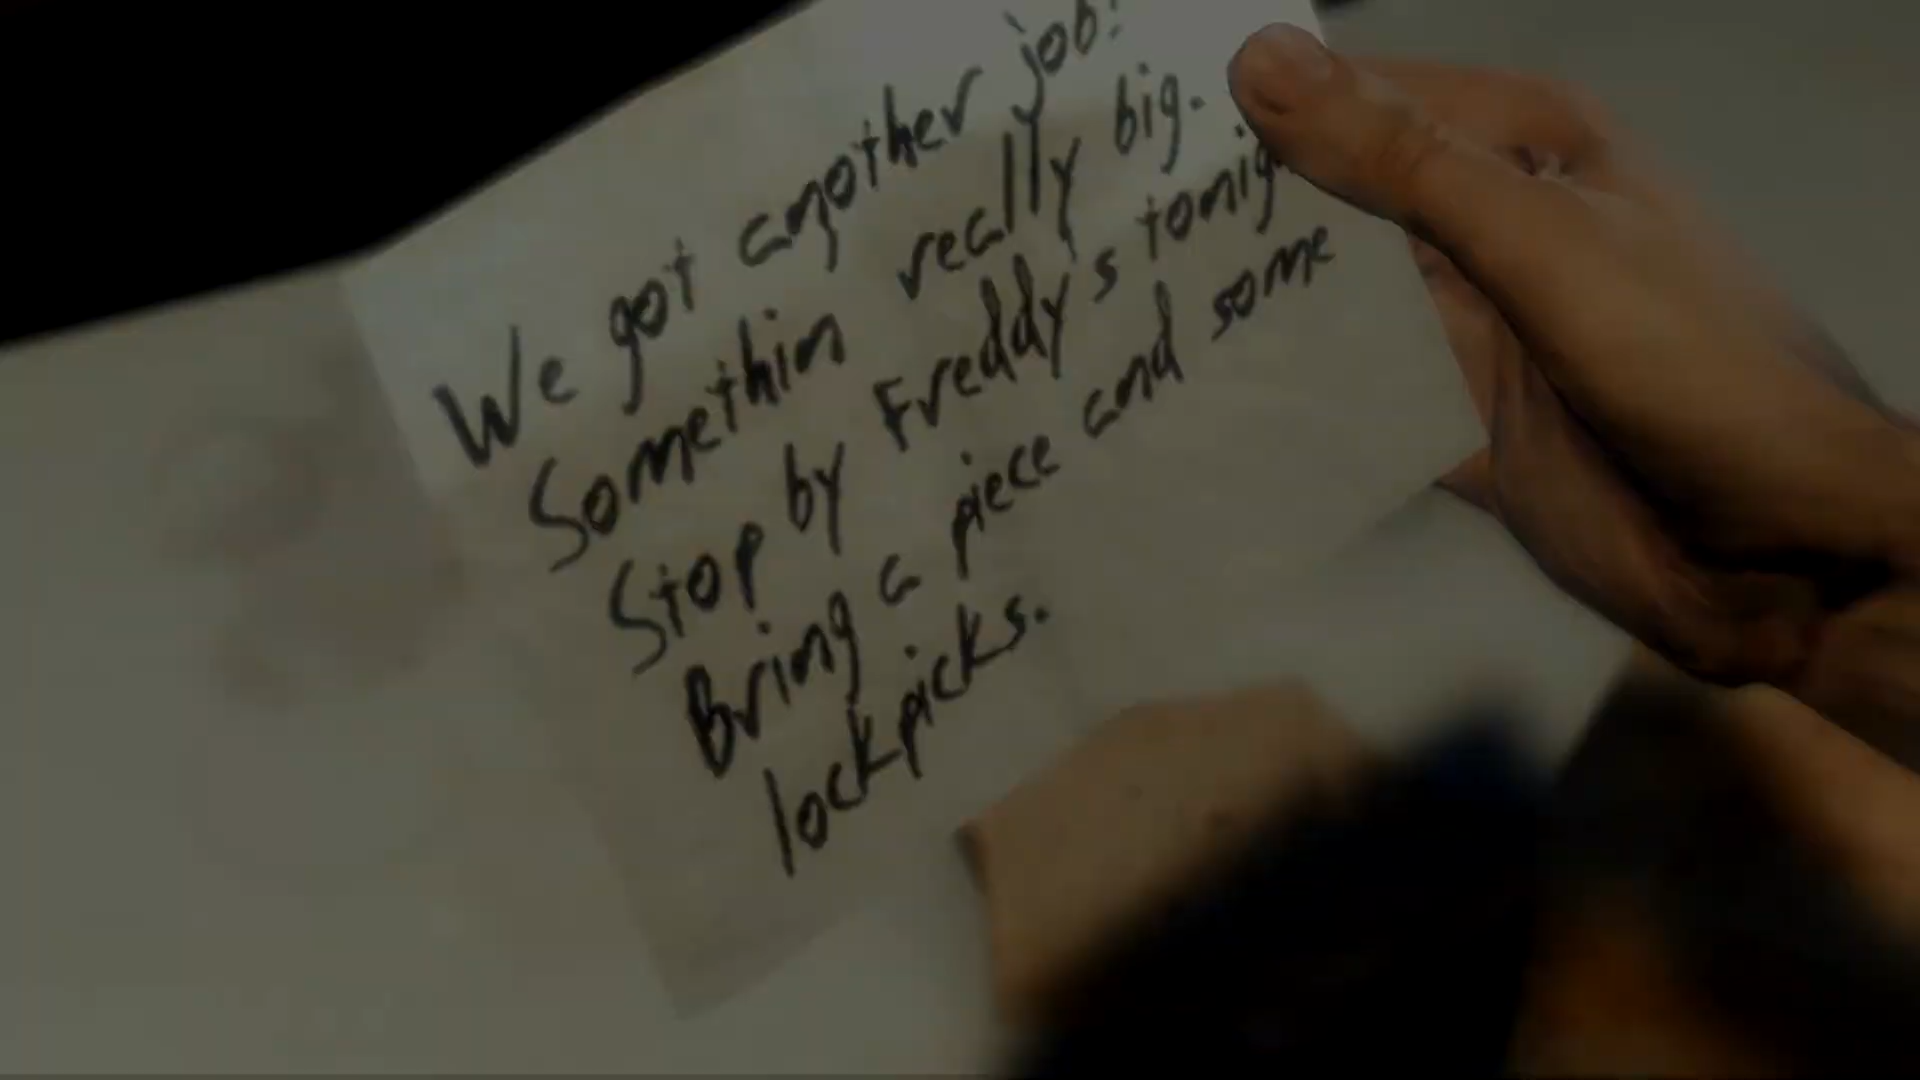 We got another job!
Somethin really big.
Stop by Freddy's
Bring a piece and some
lockpicks.